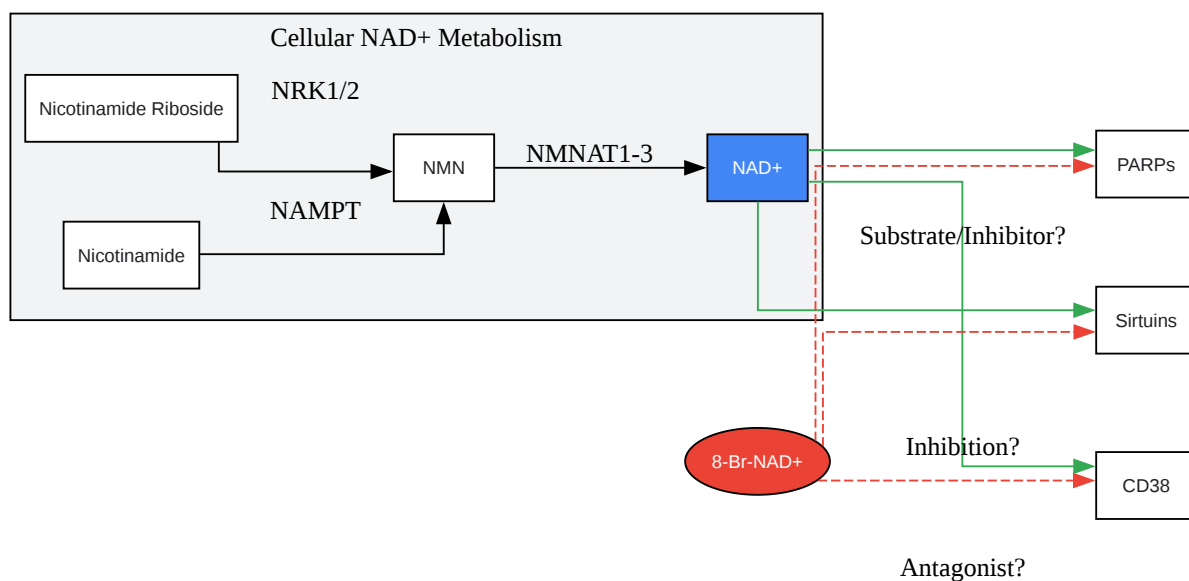 Cellular NAD+ Metabolism
NRK1/2
Nicotinamide Riboside
NMN
NMNAT1-3
NAD+
PARPs
NAMPT
Nicotinamide
Substrate/Inhibitor?
Sirtuins
8-Br-NAD+
Inhibition?
CD38
Antagonist?